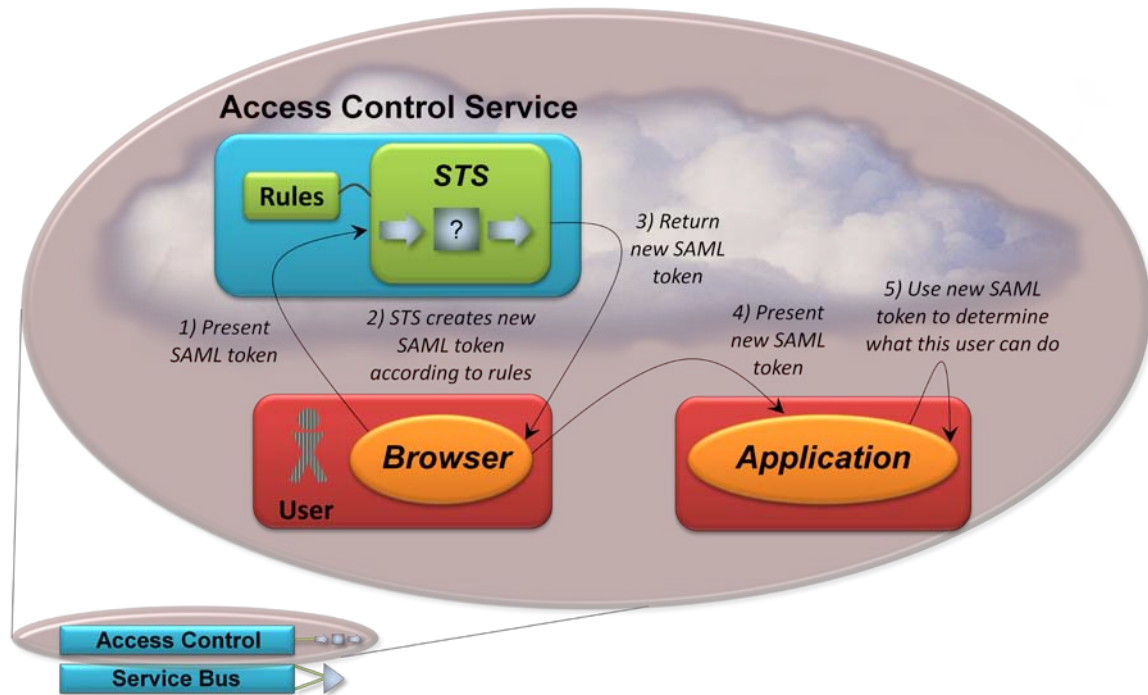 Access Control Service
Rules
STS
?
3) Return
new SAML
token
1) Present
SAML token
2) STS creates new
SAML token
according to rules
4) Present
new SAML
token
5) Use new SAML
token to determine
what this user can do
User
Browser
Application
Access Control
Service Bus